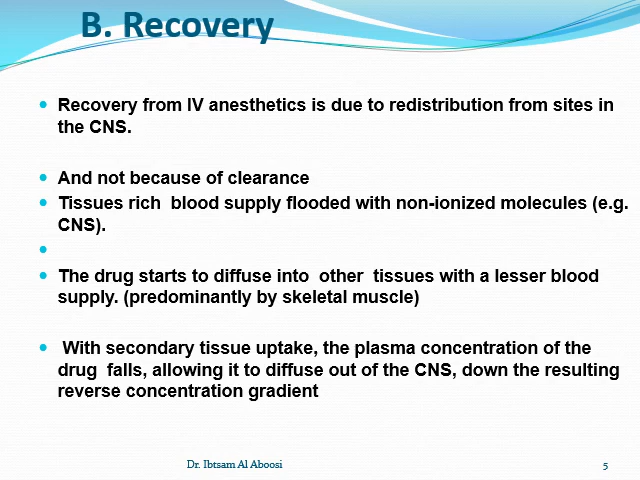 B. Recovery
• Recovery from IV anesthetics is due to redistribution from sites in
the CNS.
• And not because of clearance
• Tissues rich  blood supply flooded with non-ionized molecules (e.g.
CNS).
•
• The drug starts to diffuse into  other  tissues with a lesser blood
supply. (predominantly by skeletal muscle)
• With secondary tissue uptake, the plasma concentration of the
drug  falls, allowing it to diffuse out of the CNS, down the resulting
reverse concentration gradient
Dr. Ibtsam Al Aboosi
5